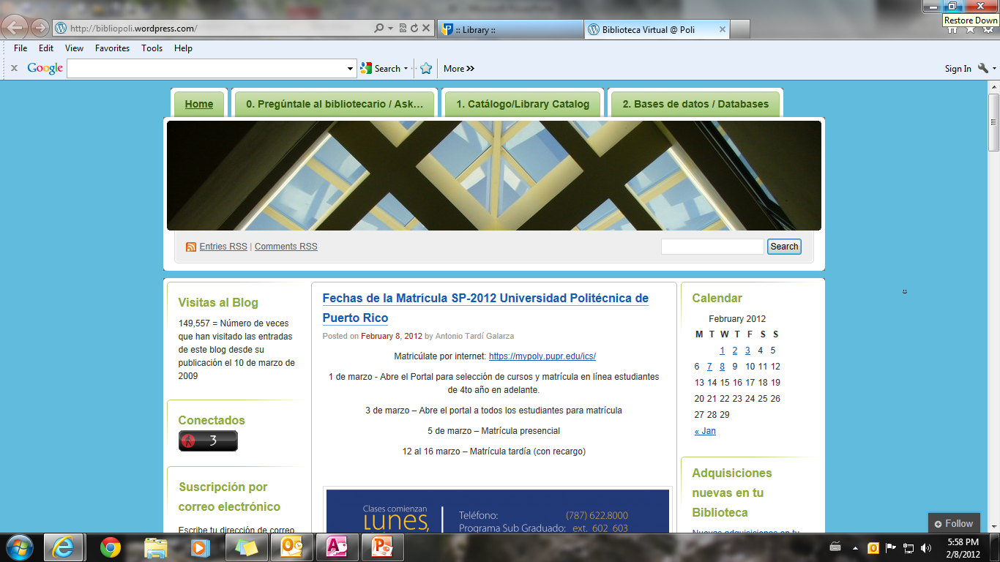 Restore Down
http://bibliopoli.wordpress.com/
:: Library ::
Biblioteca Virtual @ Poli
File Edit View Favorites Tools Help
Google Search More >> Sign In
Home
0. Pregúntale al bibliotecario / Ask...
1. Catálogo/Library Catalog
2. Bases de datos / Databases
Entries RSS | Comments RSS
Search
Visitas al Blog
149,557 = Número de veces
que han visitado las entradas
de este blog desde su
publicación el 10 de marzo de
2009
Conectados
3
Suscripción por
correo electrónico
Escribe tu dirección de correo
Fechas de la Matrícula SP-2012 Universidad Politécnica de
Puerto Rico
Posted on February 8, 2012 by Antonio Tardí Galarza
Matricúlate por internet: https://mypoly.pupr.edu/ics/
1 de marzo - Abre el Portal para selección de cursos y matrícula en línea estudiantes
de 4to año en adelante.
3 de marzo – Abre el portal a todos los estudiantes para matrícula
5 de marzo – Matrícula presencial
12 al 16 marzo – Matrícula tardía (con recargo)
Clases comienzan
LUNES,
Teléfono: (787) 622.8000
Programa Sub Graduado: ext. 602 603
Calendar
February 2012
M T W T F S S
1 2 3 4 5
6 7 8 9 10 11 12
13 14 15 16 17 18 19
20 21 22 23 24 25 26
27 28 29
« Jan
Adquisiciones
nuevas en tu
Biblioteca
Nuevas adquisiciones en tu
Follow
5:58 PM
2/8/2012